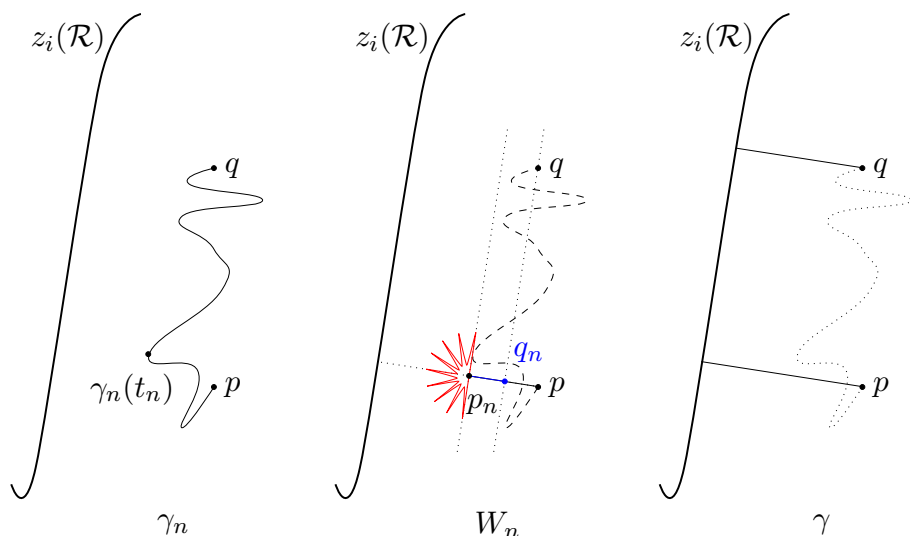 $z_i(\mathcal{R})$ $z_i(\mathcal{R})$ $z_i(\mathcal{R})$
$q$ $q$ $q$
$q_n$
$\gamma_n(t_n)$ $p$ $p_n$ $p$ $p$
$\gamma_n$ $W_n$ $\gamma$